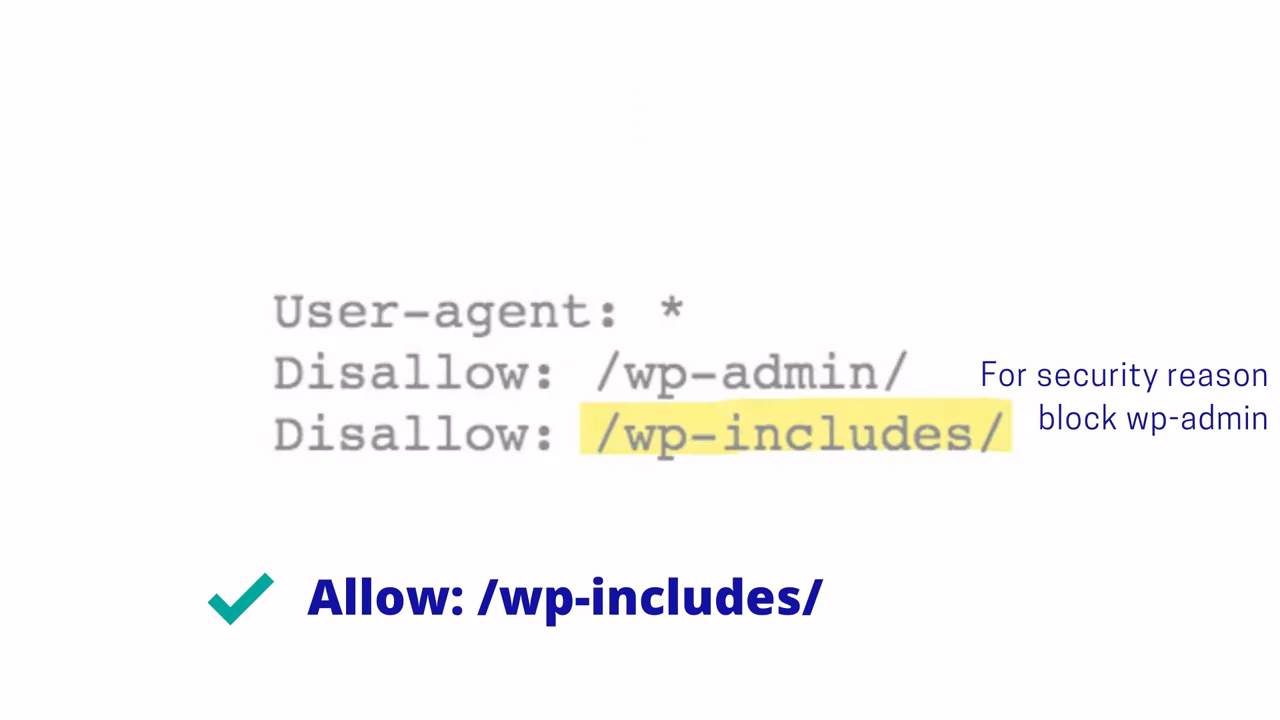 User-agent: *
Disallow: /wp-admin/
Disallow: /wp-includes/
For security reason
block wp-admin
Allow: /wp-includes/